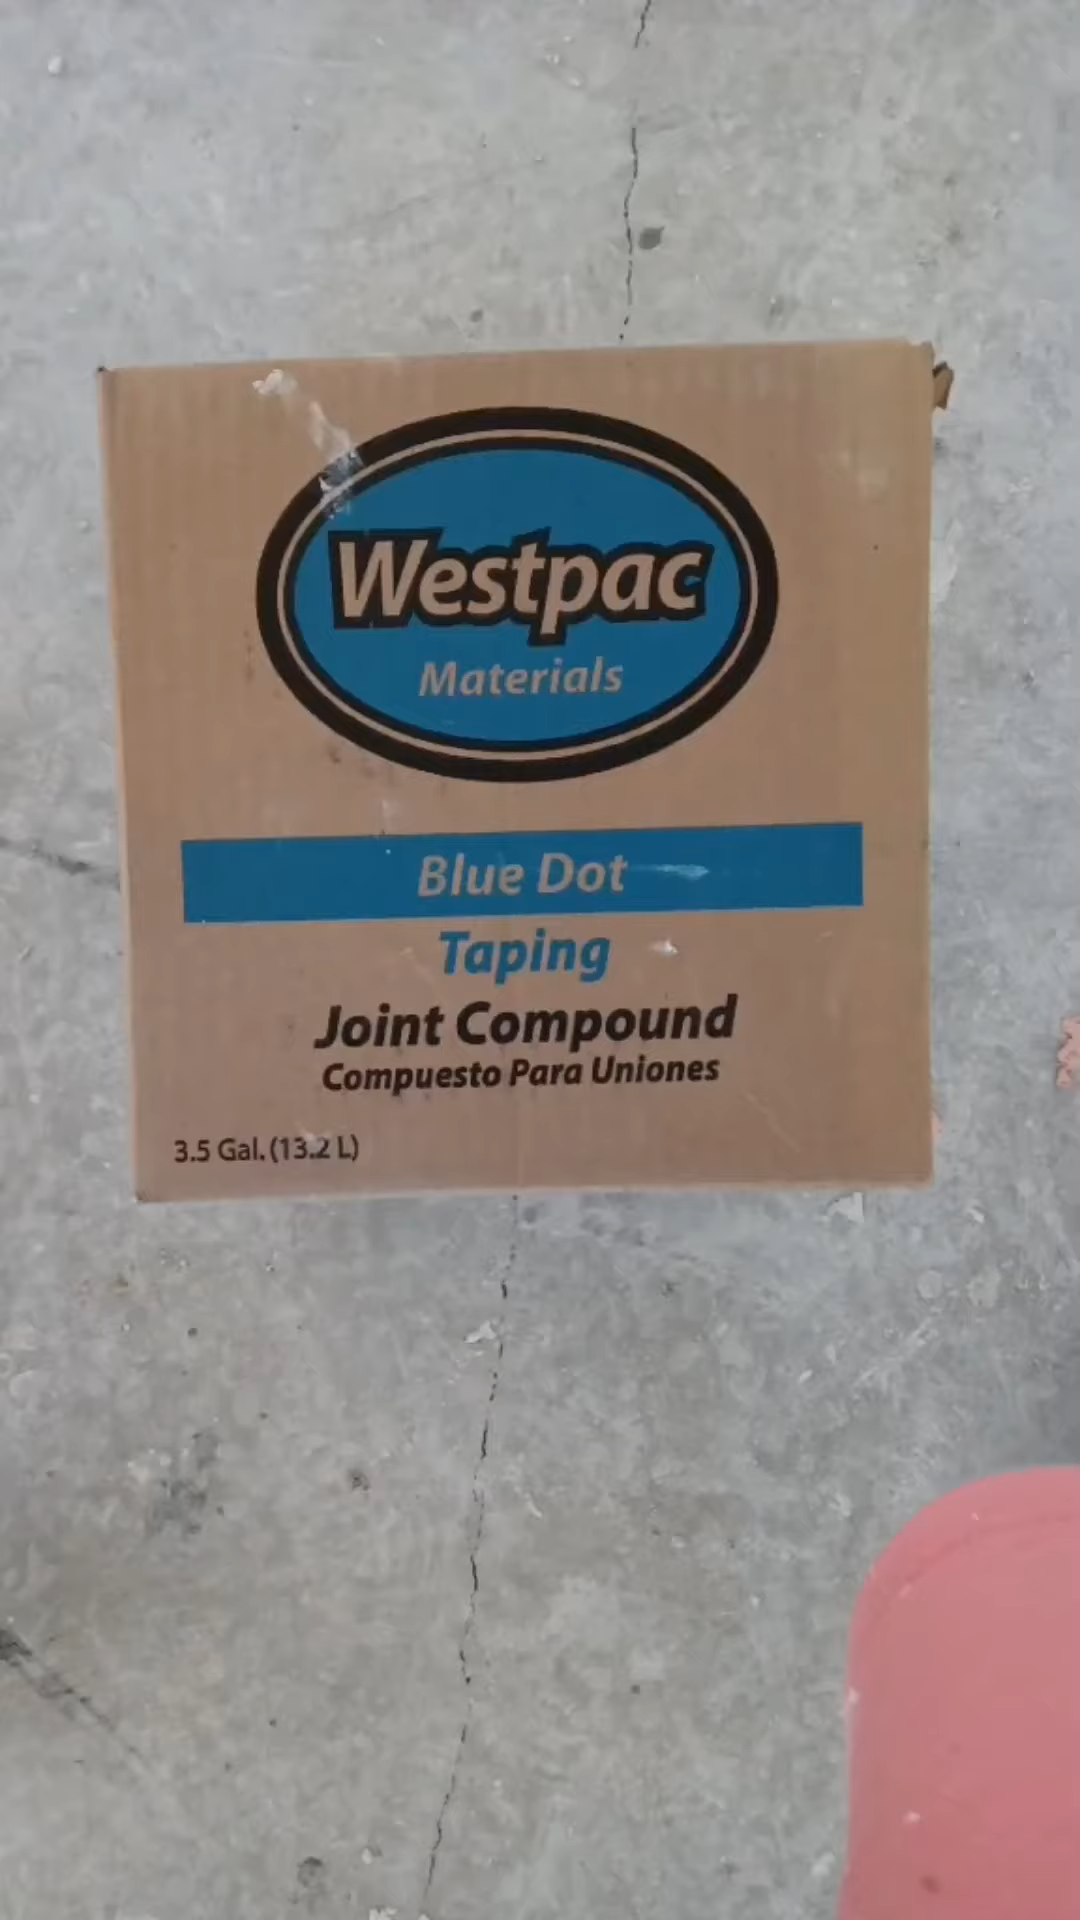 Westpac
Materials
Blue Dot
Taping
Joint Compound
Compuesto Para Uniones
3.5 Gal. (13.2 L)